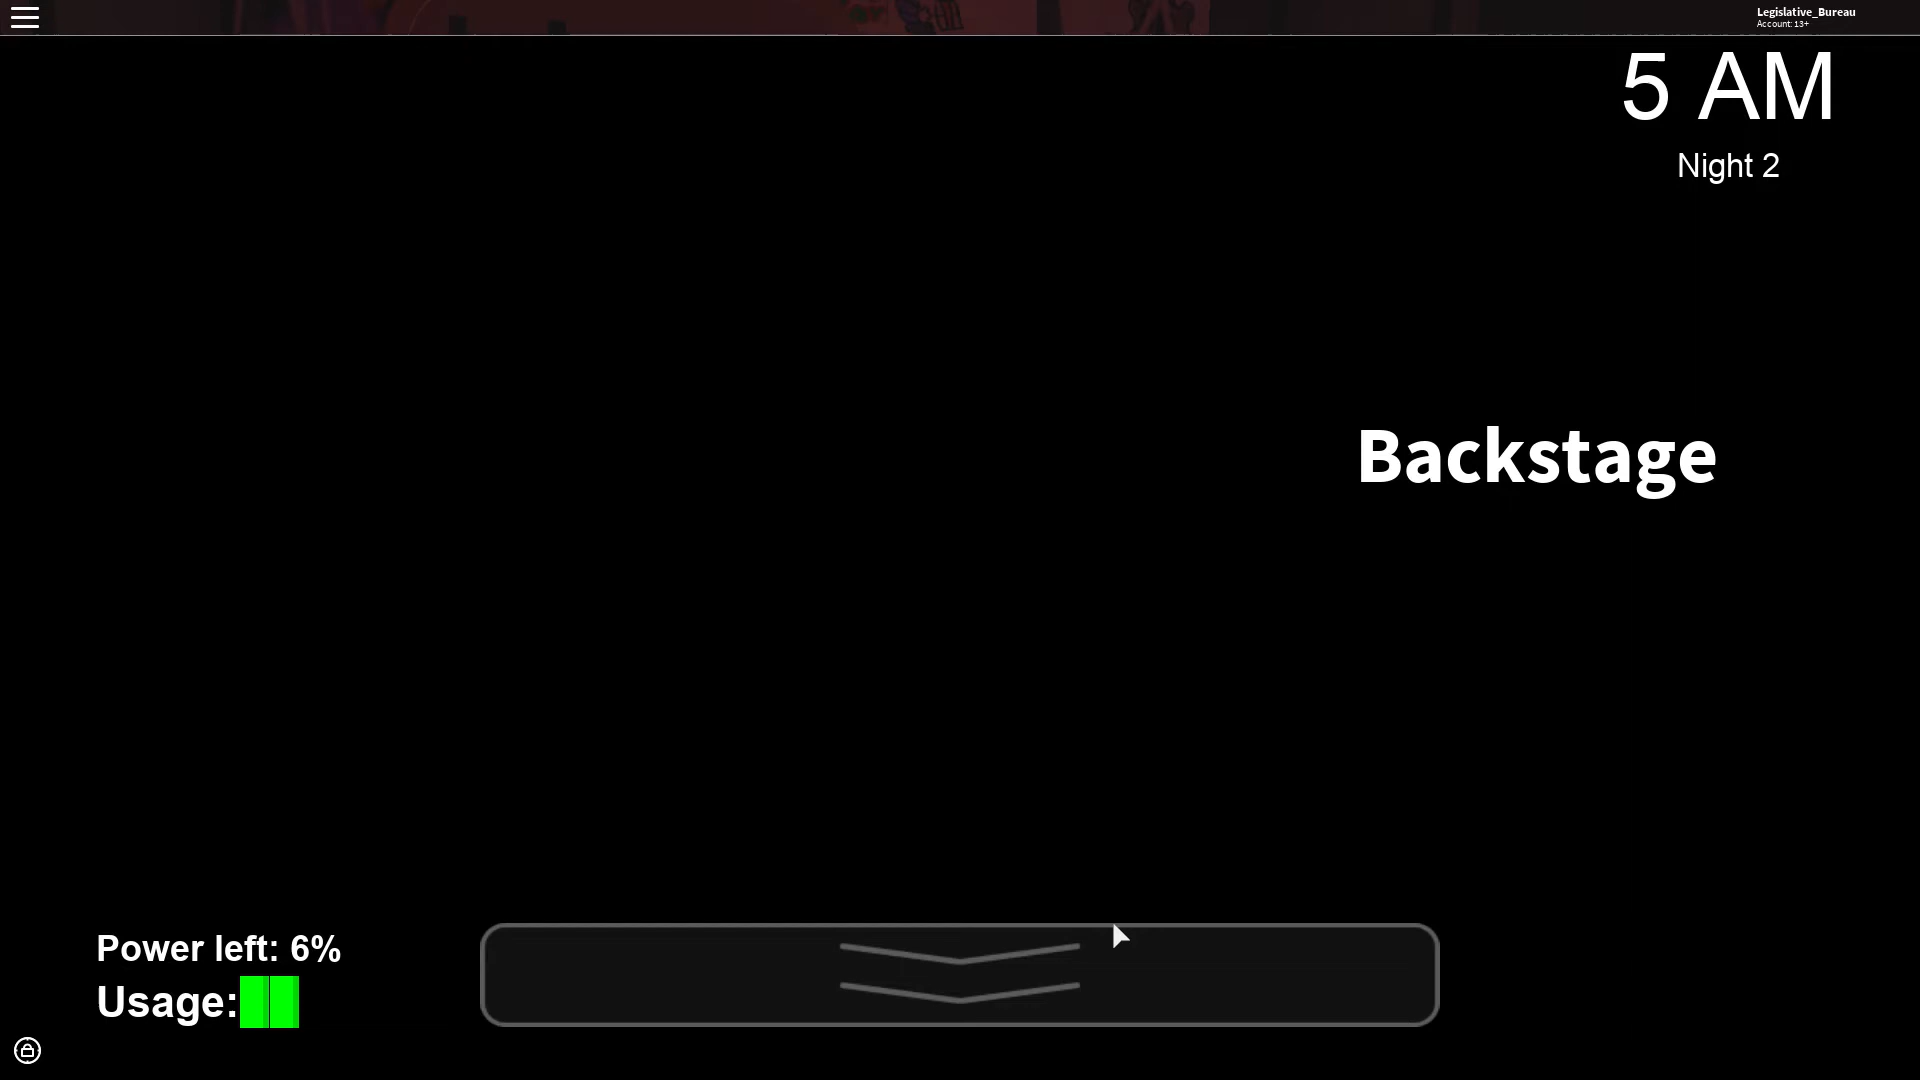 Legislative_Bureau
Account: 13+
5 AM
Night 2
Backstage
Power left: 6%
Usage: